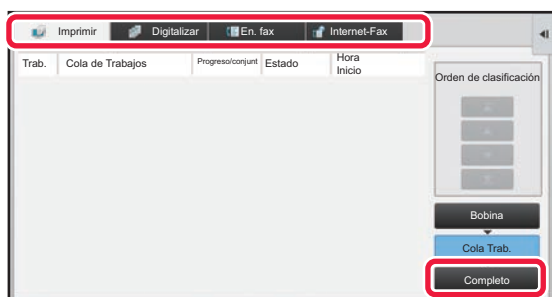 Imprimir Digitalizar En. fax Internet-Fax
Trab. Cola de Trabajos Progreso/conjunt Estado Hora
Inicio
Orden de clasificación
Bobina
Cola Trab.
Completo